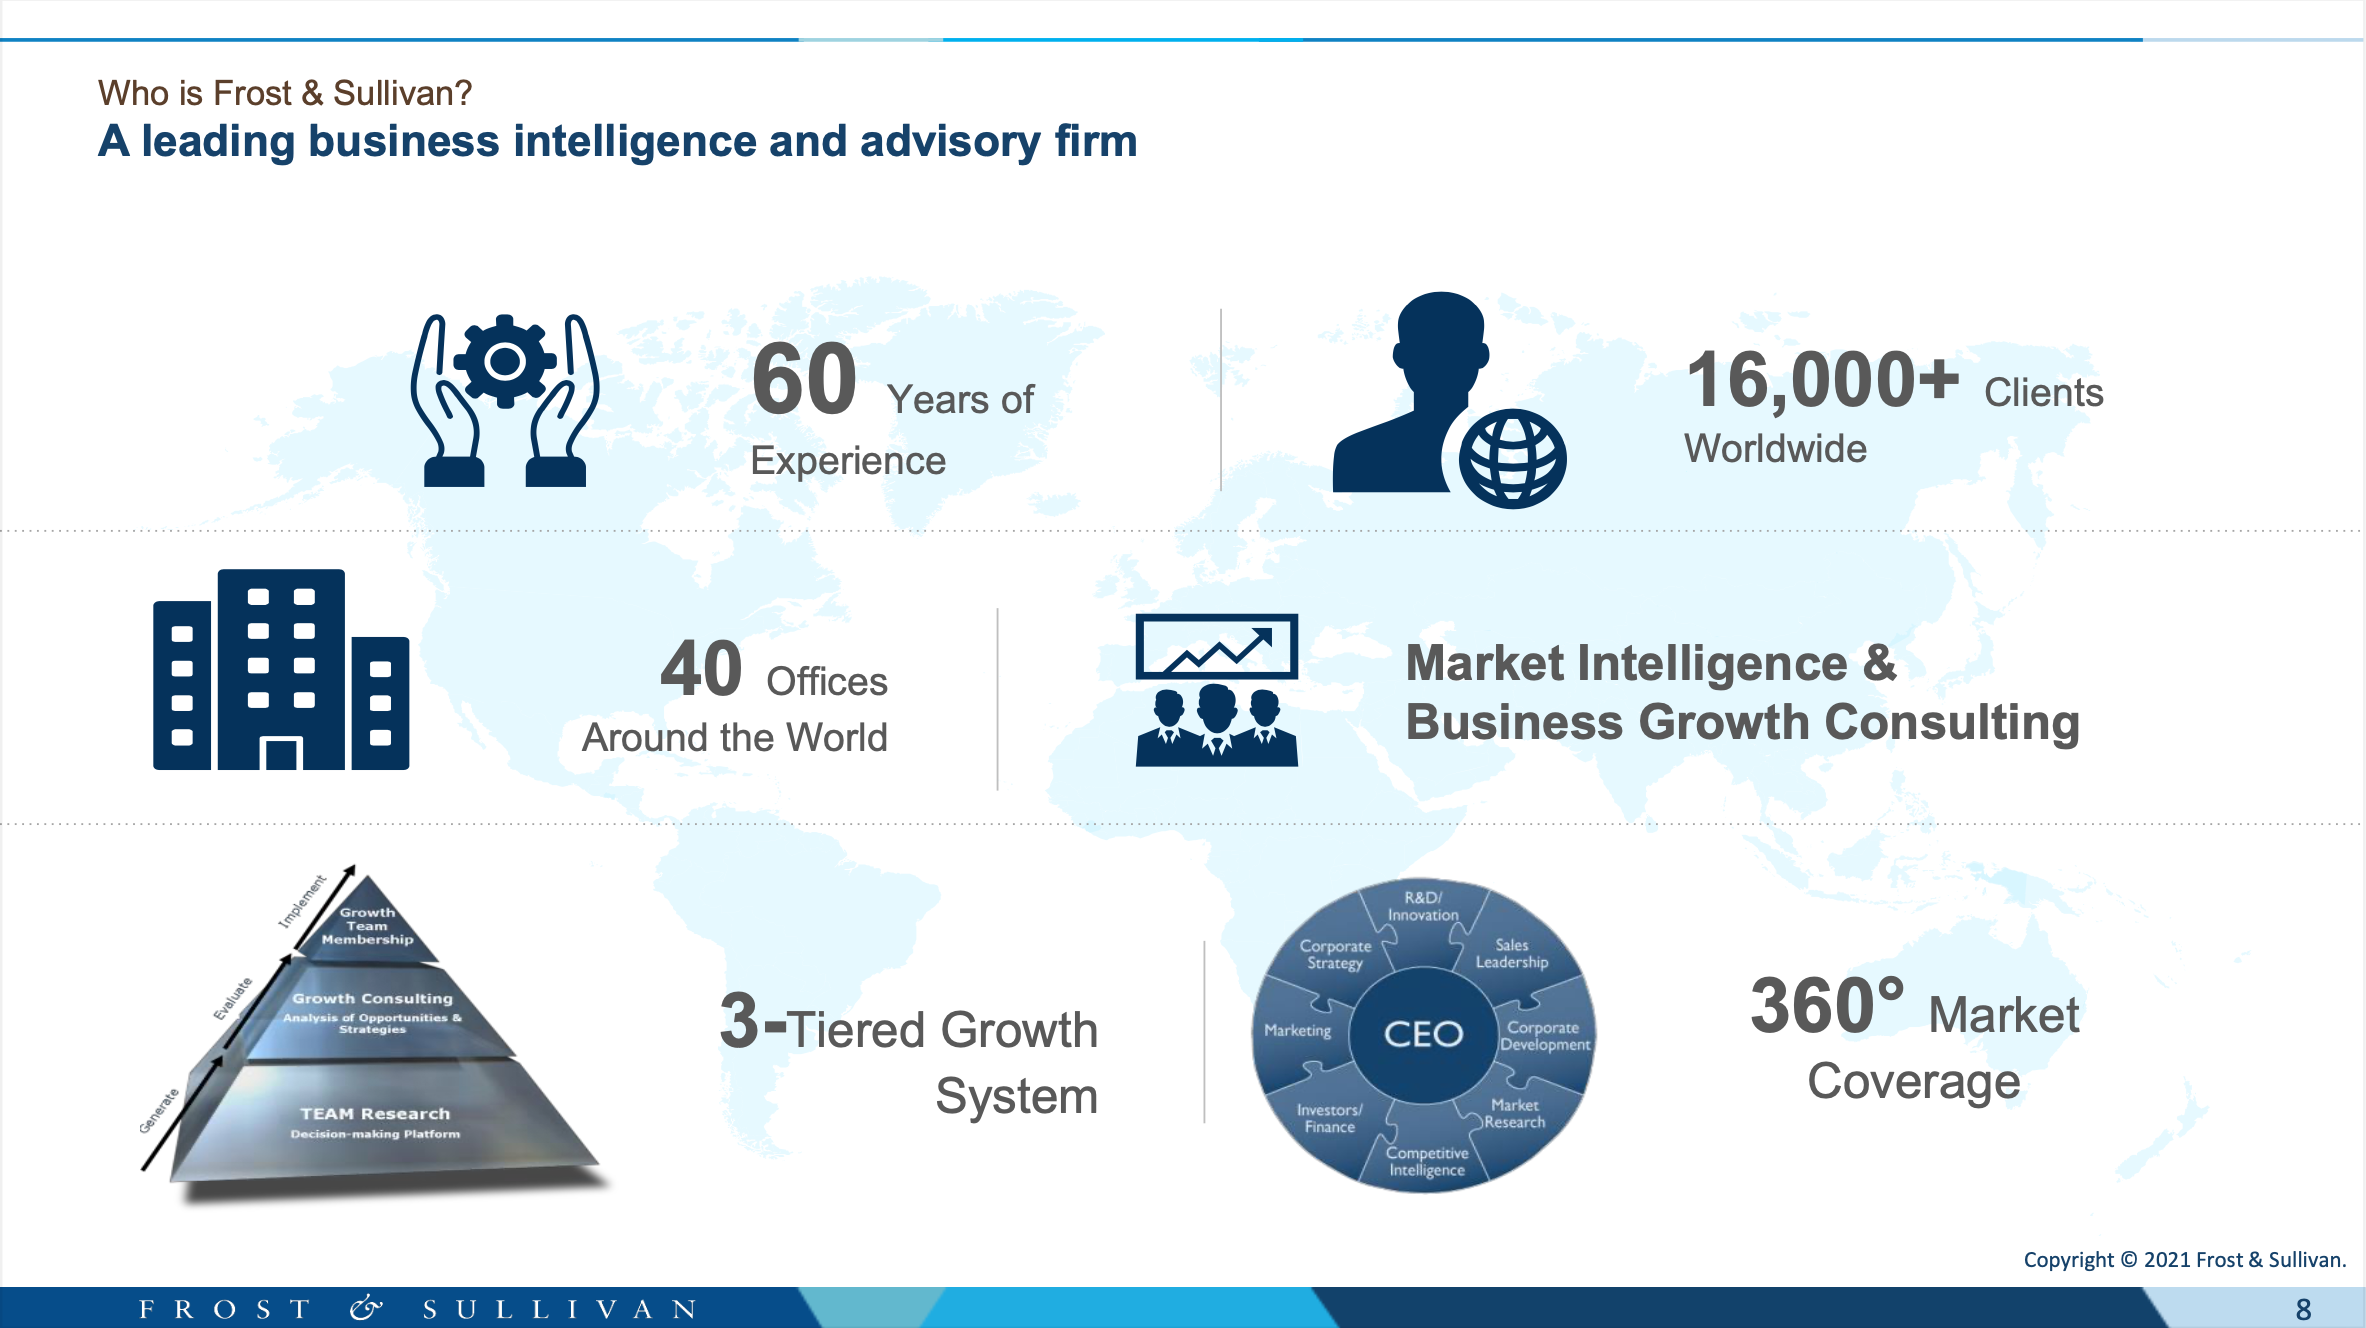 Who is Frost & Sullivan?
A leading business intelligence and advisory firm
60 Years of
Experience
16,000+ Clients
Worldwide
40 Offices
Around the World
Market Intelligence &
Business Growth Consulting
Implement
Evaluate
Generate
Growth
Team
Membership
Growth Consulting
Analysis of Opportunities &
Strategies
TEAM Research
Decision-making Platform
3-Tiered Growth
System
R&D/
Innovation
Sales
Leadership
Corporate
Development
Market
Research
Competitive
Intelligence
Investors/
Finance
Marketing
Corporate
Strategy
CEO
360° Market
Coverage
Copyright © 2021 Frost & Sullivan.
FROST & SULLIVAN
8